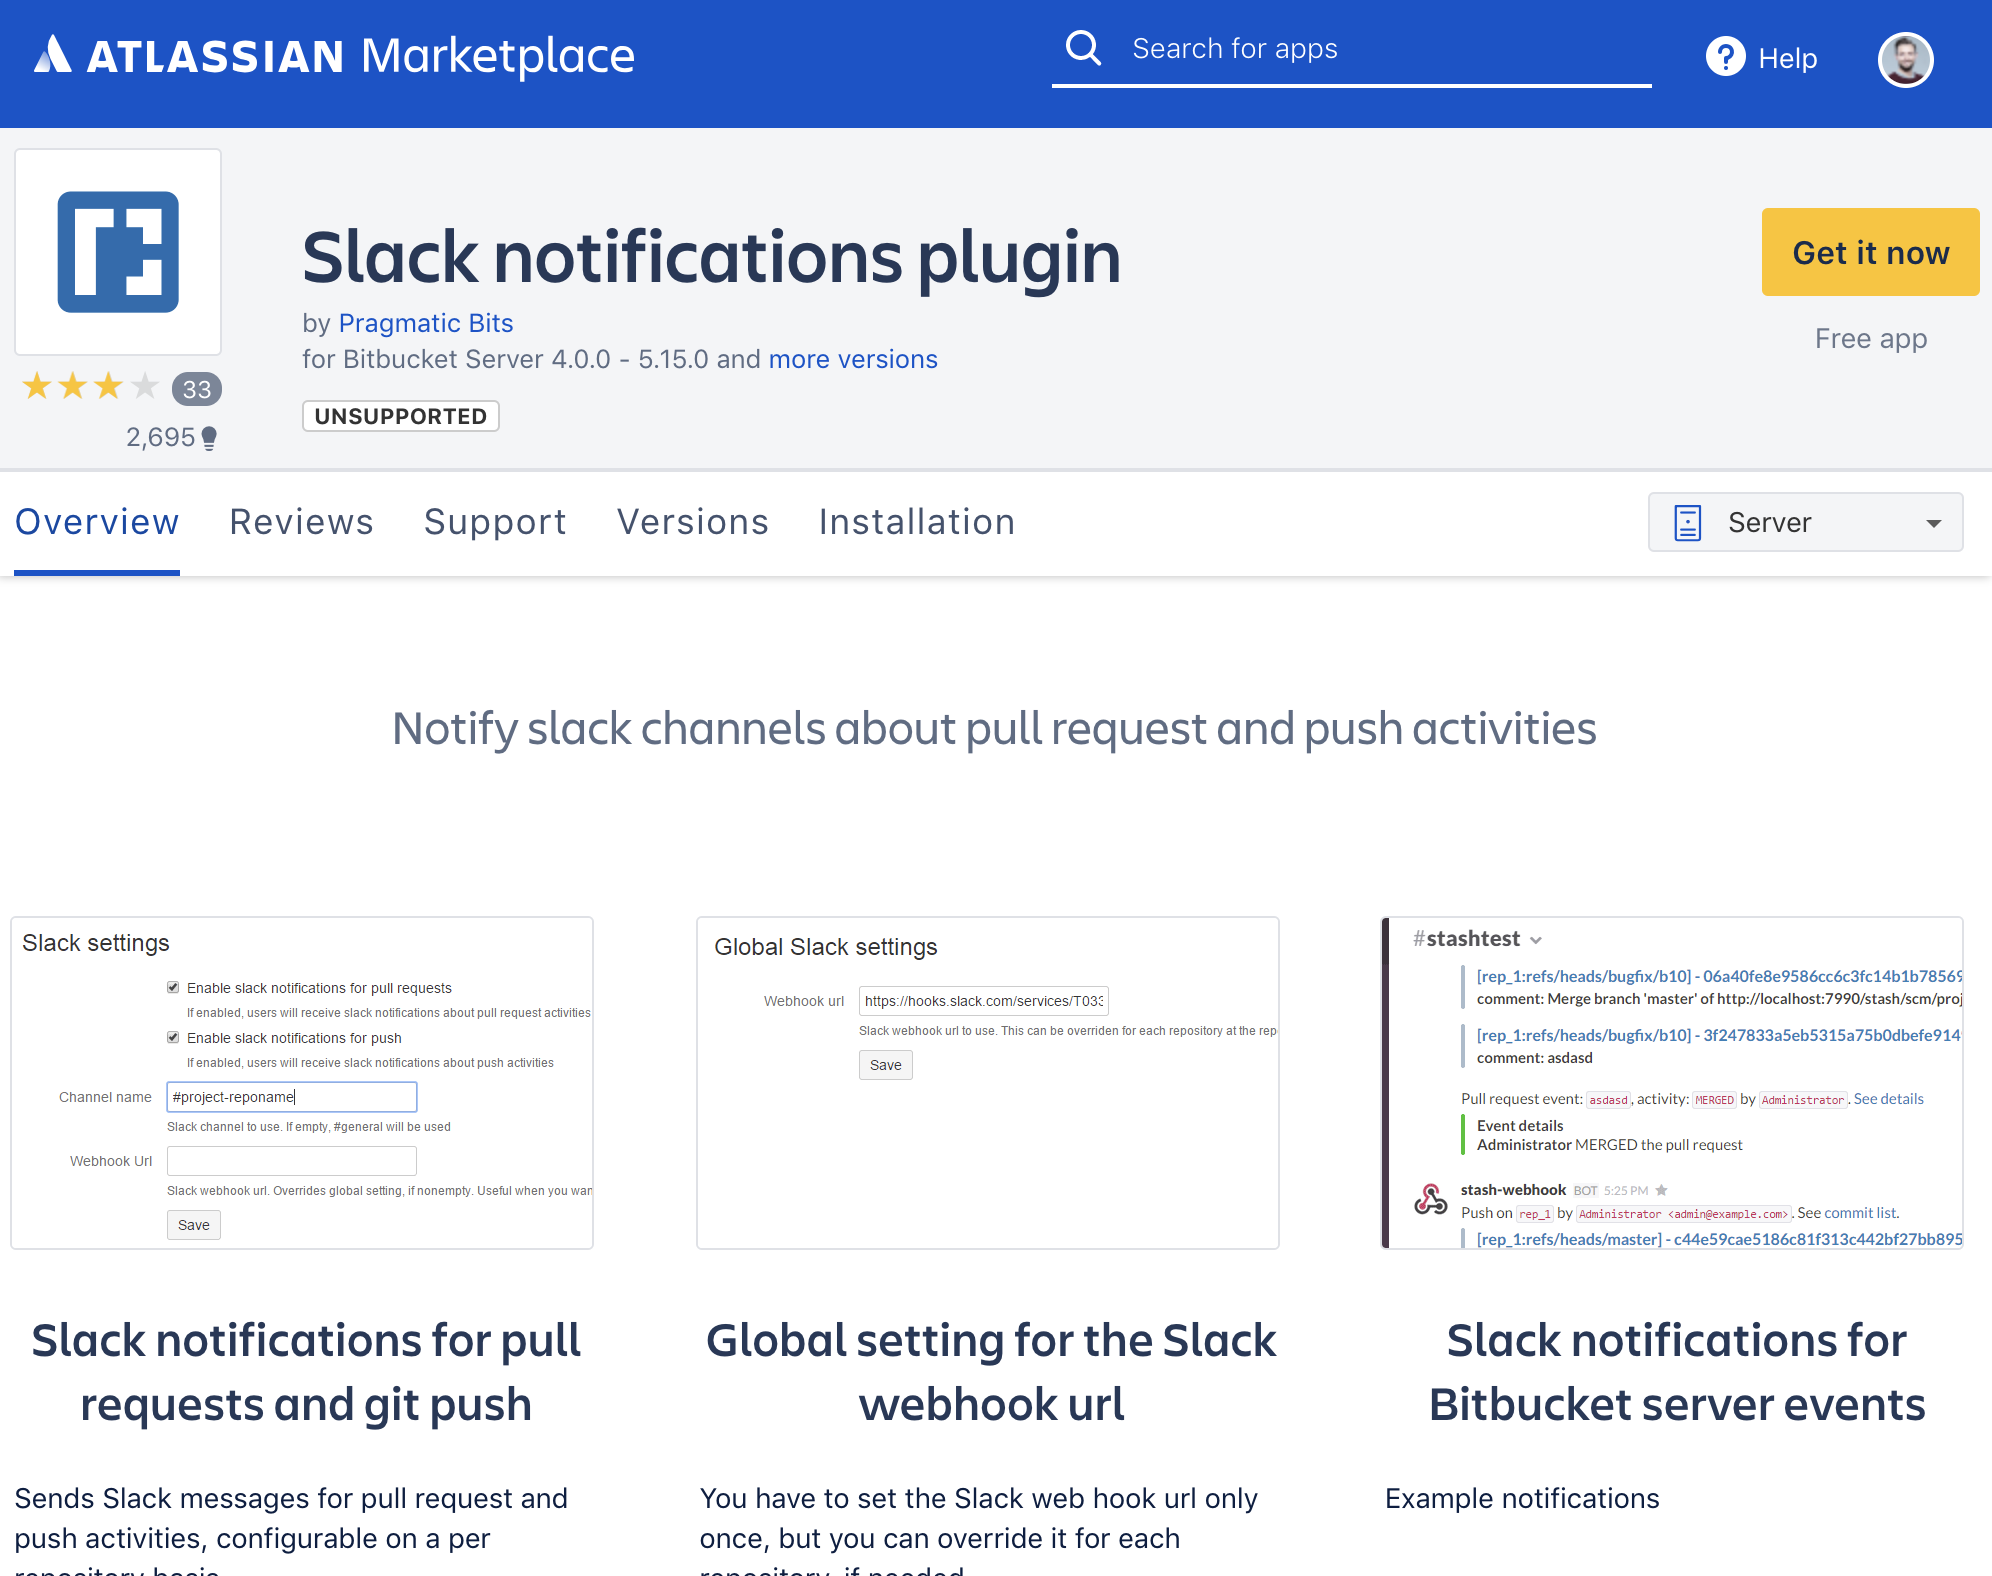 ATLASSIAN Marketplace
Search for apps
Help
Slack notifications plugin
Get it now
by Pragmatic Bits
Free app
for Bitbucket Server 4.0.0 - 5.15.0 and more versions
33
UNSUPPORTED
2,695
Overview Reviews Support Versions Installation
Server
Notify slack channels about pull request and push activities
Slack settings
Enable slack notifications for pull requests
If enabled, users will receive slack notifications about pull request activities
Enable slack notifications for push
If enabled, users will receive slack notifications about push activities
Channel name #project-reponame
Slack channel to use. If empty, #general will be used
Webhook Url
Slack webhook url. Overrides global setting, if nonempty. Useful when you wan
Save
Global Slack settings
Webhook url https://hooks.slack.com/services/T033
Slack webhook url to use. This can be overriden for each repository at the rep
Save
#stashtest
[rep_1:refs/heads/bugfix/b10] - 06a40fe8e9586cc6c3fc14b1b78569
comment: Merge branch 'master' of http://localhost:7990/stash/scm/proj
[rep_1:refs/heads/bugfix/b10] - 3f247833a5eb5315a75b0dbefe914
comment: asdasd
Pull request event: asdasd, activity: MERGED by Administrator. See details
Event details
Administrator MERGED the pull request
stash-webhook BOT 5:25 PM
Push on rep_1 by Administrator <admin@example.com>. See commit list.
[rep_1:refs/heads/master] - c44e59cae5186c81f313c442bf27bb895
Slack notifications for pull
requests and git push
Sends Slack messages for pull request and
push activities, configurable on a per
repository basis
Global setting for the Slack
webhook url
You have to set the Slack web hook url only
once, but you can override it for each
repository, if needed
Slack notifications for
Bitbucket server events
Example notifications